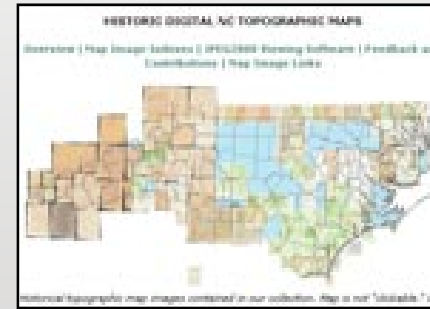 HISTORIC DIGITAL NC TOPOGRAPHIC MAPS
Overview | Map Image Indexes | JPEG2000 Viewing Software | Feedback a
Contributions | Map Image Links
historical topographic map images contained in our collection. Map is not "clickable."